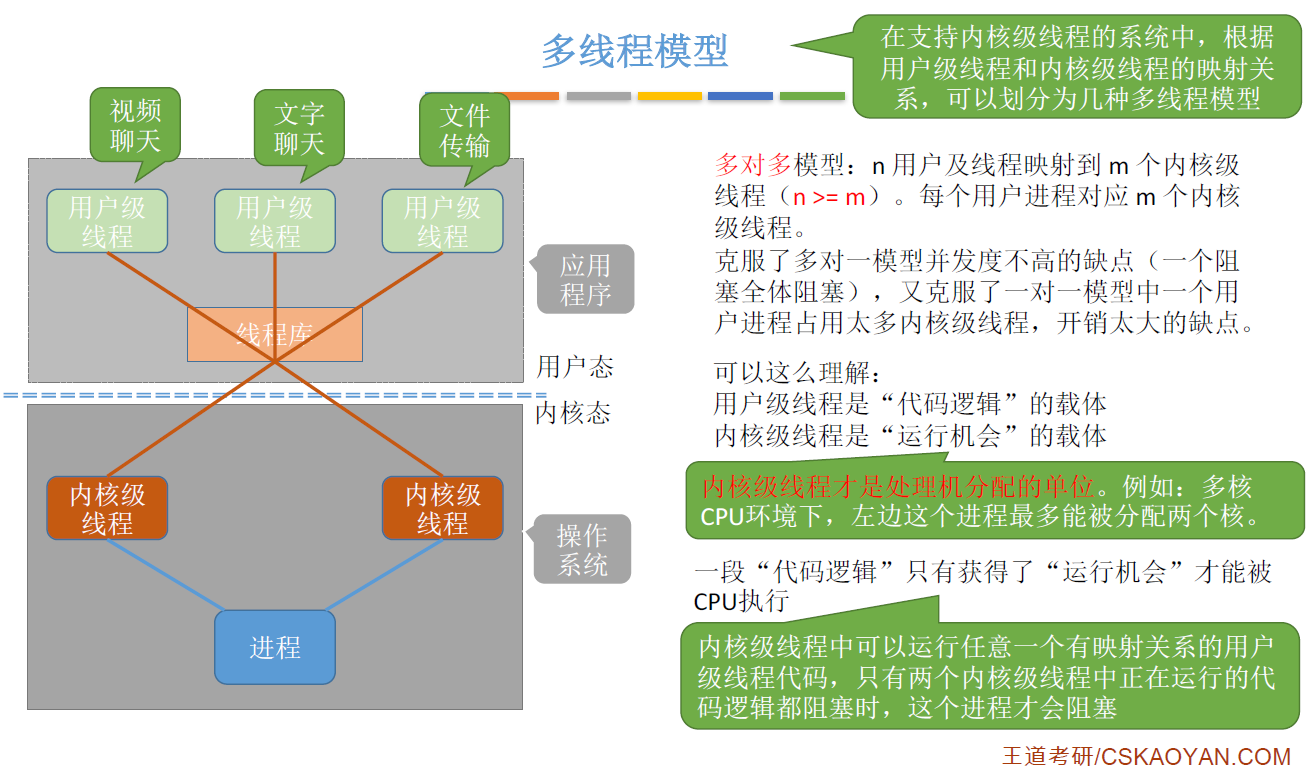 多线程模型
在支持内核级线程的系统中，根据
用户级线程和内核级线程的映射关
系，可以划分为几种多线程模型
视频
聊天
文字
聊天
文件
传输
用户级
线程
用户级
线程
用户级
线程
应用
程序
线程库
用户态
内核态
内核级
线程
内核级
线程
操作
系统
进程
多对多模型：n 用户及线程映射到 m 个内核级
线程（n >= m）。每个用户进程对应 m 个内核
级线程。
克服了多对一模型并发度不高的缺点（一个阻
塞全体阻塞），又克服了一对一模型中一个用
户进程占用太多内核级线程，开销太大的缺点。
可以这么理解：
用户级线程是“代码逻辑”的载体
内核级线程是“运行机会”的载体
内核级线程才是处理机分配的单位。例如：多核
CPU环境下，左边这个进程最多能被分配两个核。
一段“代码逻辑”只有获得了“运行机会”才能被
CPU执行
内核级线程中可以运行任意一个有映射关系的用户
级线程代码，只有两个内核级线程中正在运行的代
码逻辑都阻塞时，这个进程才会阻塞
王道考研/CSKAOYAN.COM